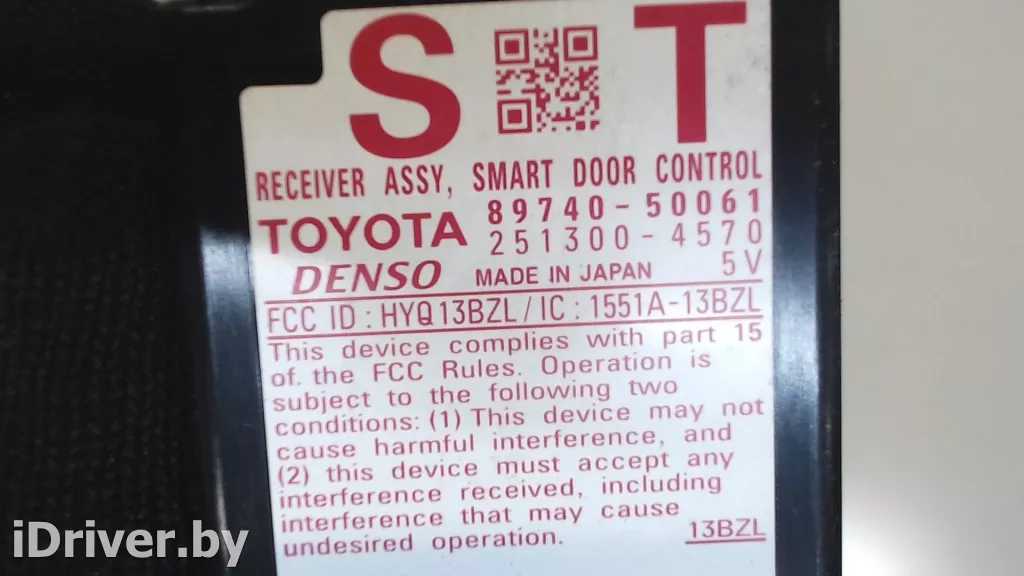 S T
RECEIVER ASSY, SMART DOOR CONTROL
TOYOTA 89740-50061
251300-4570
DENSO MADE IN JAPAN 5V
FCC ID : HYQ13BZL / IC : 1551A-13BZL
This device complies with part 15
of. the FCC Rules. Operation is
subject to the following two
conditions: (1) This device may not
cause harmful interference, and
(2) this device must accept any
interference received, including
interference that may cause
undesired operation. 13BZL
iDriver.by